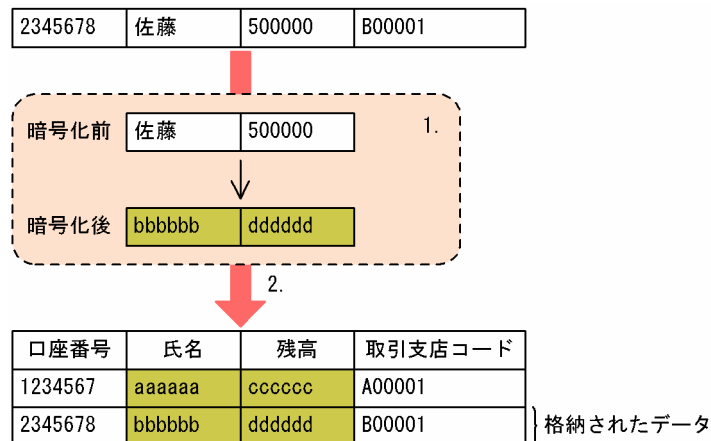 2345678 佐藤 500000 B00001
暗号化前 佐藤 500000 1.
暗号化後 bbbbbb dddddd
2.
口座番号 氏名 残高 取引支店コード
1234567 aaaaaa cccccc A00001
2345678 bbbbbb dddddd B00001 格納されたデータ